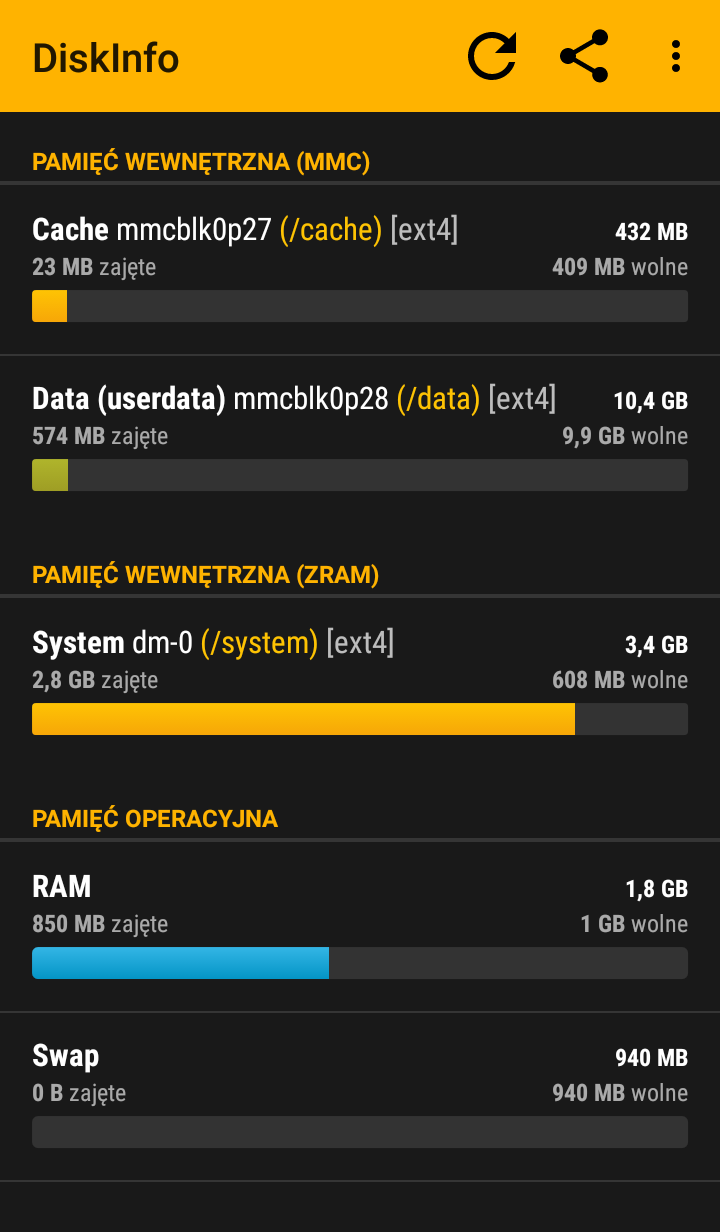 DiskInfo
PAMIĘĆ WEWNĘTRZNA (MMC)
Cache mmcblk0p27 (/cache) [ext4] 432 MB
23 MB zajęte 409 MB wolne
Data (userdata) mmcblk0p28 (/data) [ext4] 10,4 GB
574 MB zajęte 9,9 GB wolne
PAMIĘĆ WEWNĘTRZNA (ZRAM)
System dm-0 (/system) [ext4] 3,4 GB
2,8 GB zajęte 608 MB wolne
PAMIĘĆ OPERACYJNA
RAM 1,8 GB
850 MB zajęte 1 GB wolne
Swap 940 MB
0 B zajęte 940 MB wolne